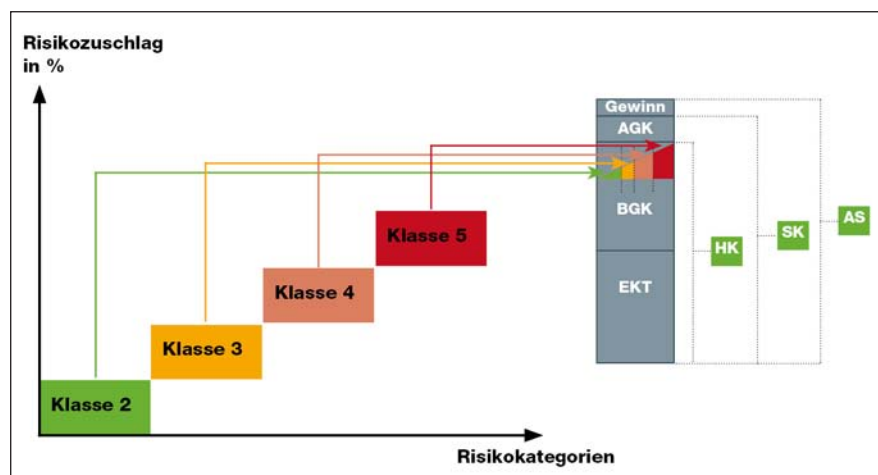 Risikozuschlag
in %
Gewinn
AGK
BGK
EKT
HK
SK
AS
Klasse 5
Klasse 4
Klasse 3
Klasse 2
Risikokategorien